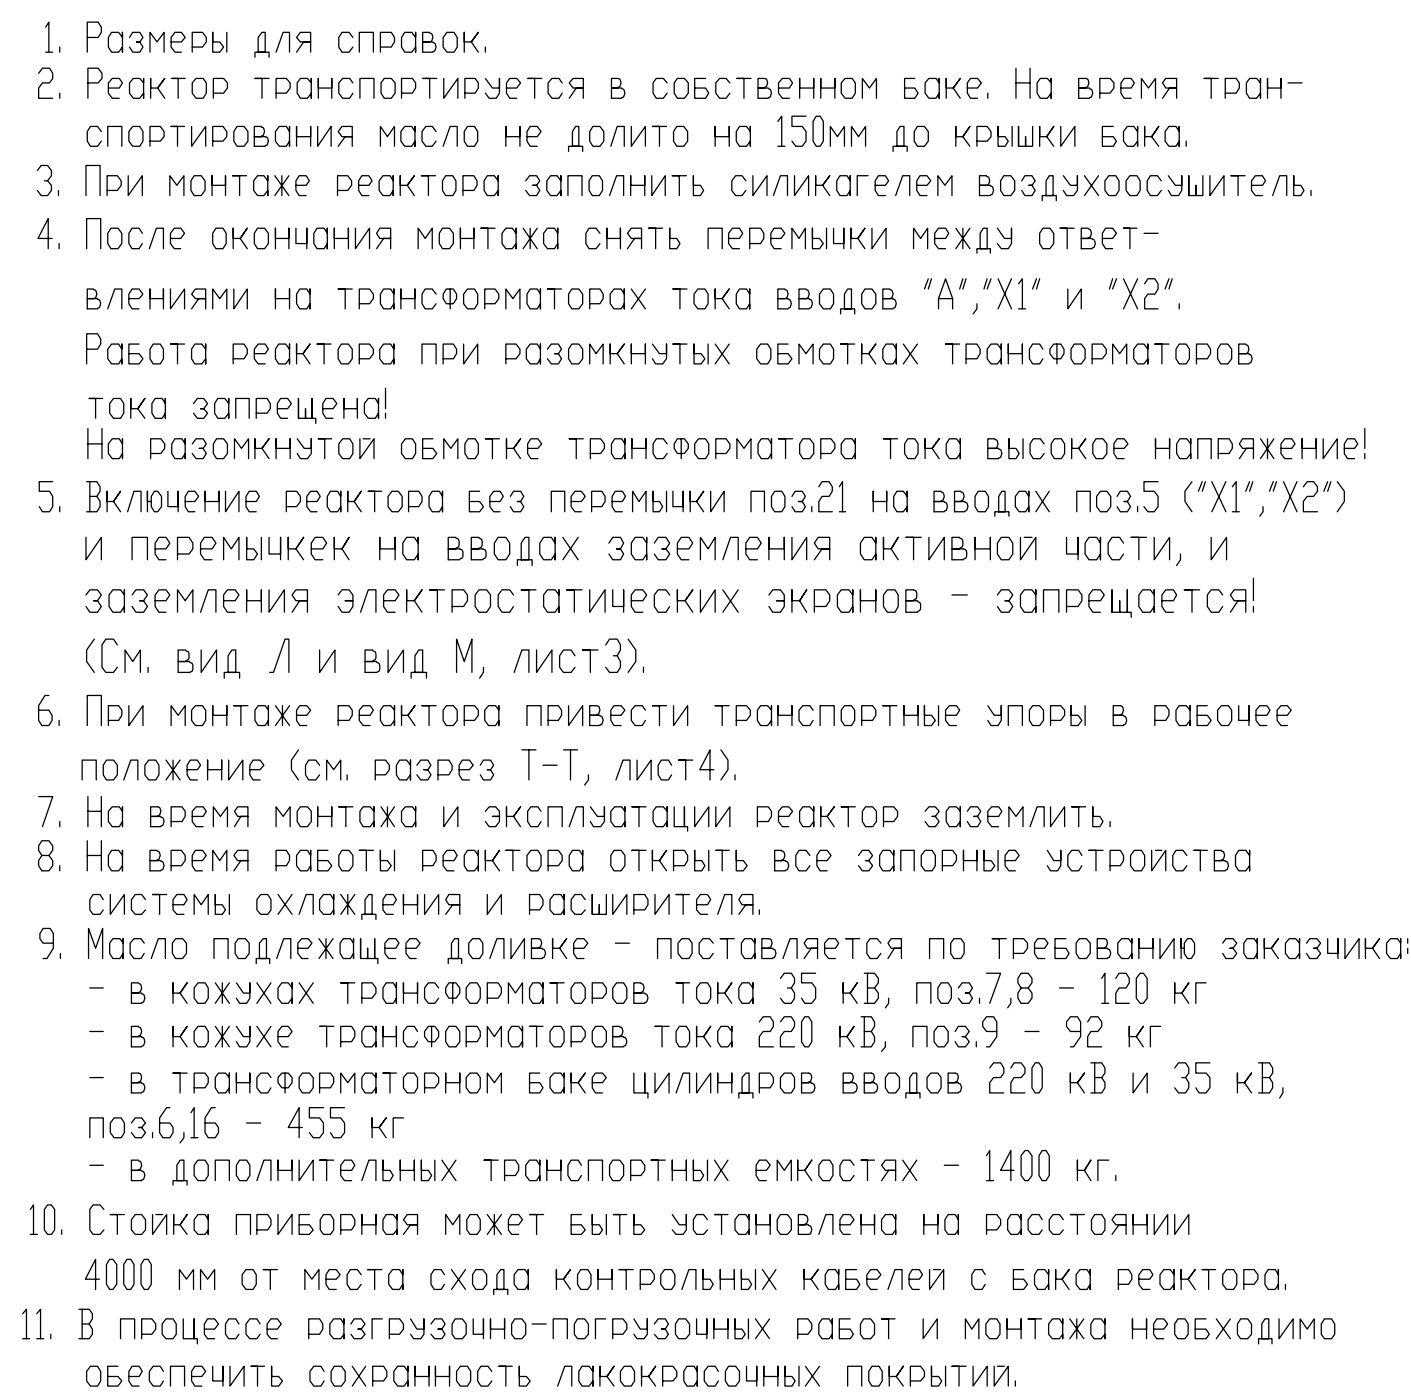 1. Размеры для справок.
2. Реактор транспортируется в собственном баке. На время тран-
спортирования масло не долито на 150мм до крышки бака.
3. При монтаже реактора заполнить силикагелем воздухоосушитель.
4. После окончания монтажа снять перемычки между ответ-
влениями на трансформаторах тока вводов "А","Х1" и "Х2".
Работа реактора при разомкнутых обмотках трансформаторов
тока запрещена!
На разомкнутой обмотке трансформатора тока высокое напряжение!
5. Включение реактора без перемычки поз.21 на вводах поз.5 ("Х1","Х2")
и перемычкек на вводах заземления активной части, и
заземления электростатических экранов - запрещается!
(См. вид Л и вид М, лист3).
6. При монтаже реактора привести транспортные упоры в рабочее
положение (см. разрез Т-Т, лист4).
7. На время монтажа и эксплуатации реактор заземлить.
8. На время работы реактора открыть все запорные устройства
системы охлаждения и расширителя.
9. Масло подлежащее доливке - поставляется по требованию заказчика:
- в кожухах трансформаторов тока 35 кВ, поз.7,8 - 120 кг
- в кожухе трансформаторов тока 220 кВ, поз.9 - 92 кг
- в трансформаторном баке цилиндров вводов 220 кВ и 35 кВ,
поз.6,16 - 455 кг
- в дополнительных транспортных емкостях - 1400 кг.
10. Стойка приборная может быть установлена на расстоянии
4000 мм от места схода контрольных кабелей с бака реактора.
11. В процессе разгрузочно-погрузочных работ и монтажа необходимо
обеспечить сохранность лакокрасочных покрытий.